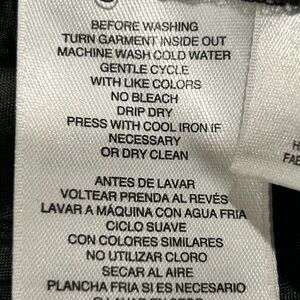 BEFORE WASHING
TURN GARMENT INSIDE OUT
MACHINE WASH COLD WATER
GENTLE CYCLE
WITH LIKE COLORS
NO BLEACH
DRIP DRY
PRESS WITH COOL IRON IF
NECESSARY
OR DRY CLEAN
ANTES DE LAVAR
VOLTEAR PRENDA AL REVÉS
LAVAR A MÁQUINA CON AGUA FRIA
CICLO SUAVE
CON COLORES SIMILARES
NO UTILIZAR CLORO
SECAR AL AIRE
PLANCHA FRIA SI ES NECESARIO